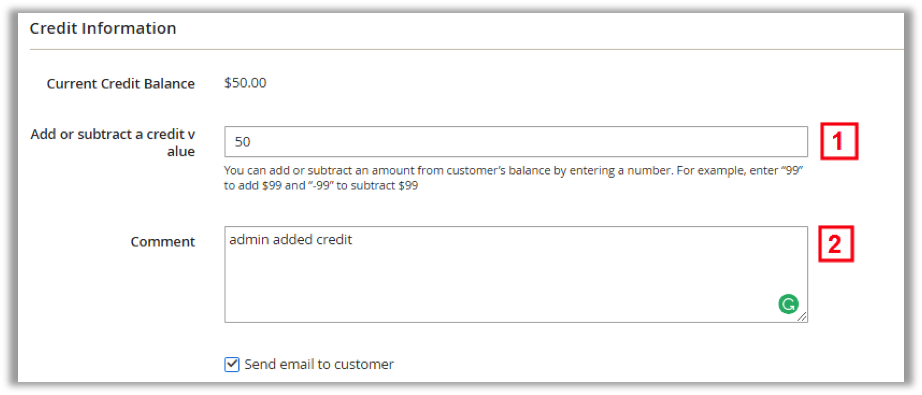 Credit Information
Current Credit Balance $50.00
Add or subtract a credit v
alue
50
1
You can add or subtract an amount from customer's balance by entering a number. For example, enter "99"
to add $99 and "-99" to subtract $99
Comment
admin added credit
2
G
Send email to customer